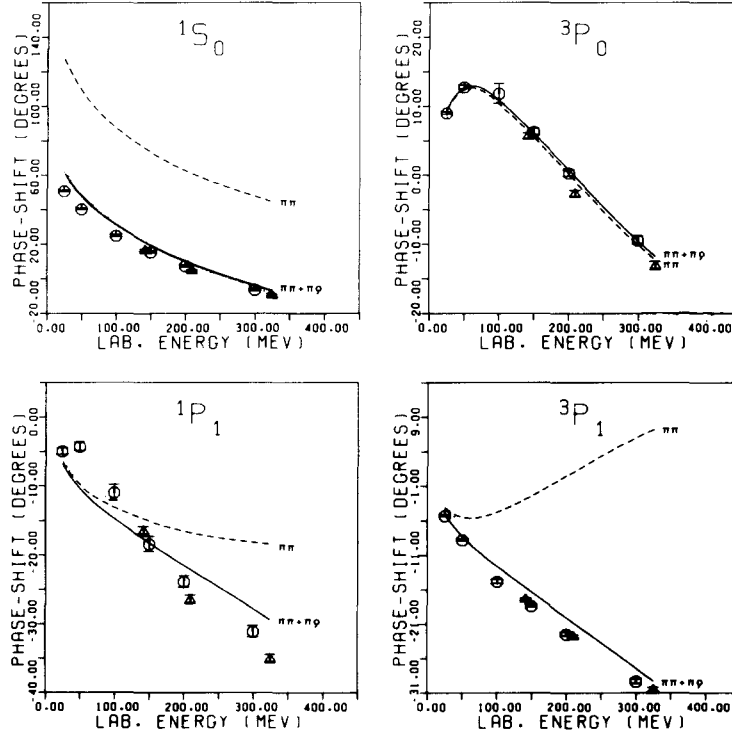 ¹S₀
PHASE-SHIFT (DEGREES)
140.00
100.00
60.00
20.00
-20.00
ππ
ππ+πρ
0.00 100.00 200.00 300.00 400.00
LAB. ENERGY (MEV)
³P₀
PHASE-SHIFT (DEGREES)
20.00
10.00
0.00
-10.00
-20.00
ππ+πρ
ππ
0.00 100.00 200.00 300.00 400.00
LAB. ENERGY (MEV)
¹P₁
PHASE-SHIFT (DEGREES)
0.00
-10.00
-20.00
-30.00
-40.00
ππ
ππ+πρ
0.00 100.00 200.00 300.00 400.00
LAB. ENERGY (MEV)
³P₁
PHASE-SHIFT (DEGREES)
9.00
-1.00
-11.00
-21.00
-31.00
ππ
ππ+πρ
0.00 100.00 200.00 300.00 400.00
LAB. ENERGY (MEV)